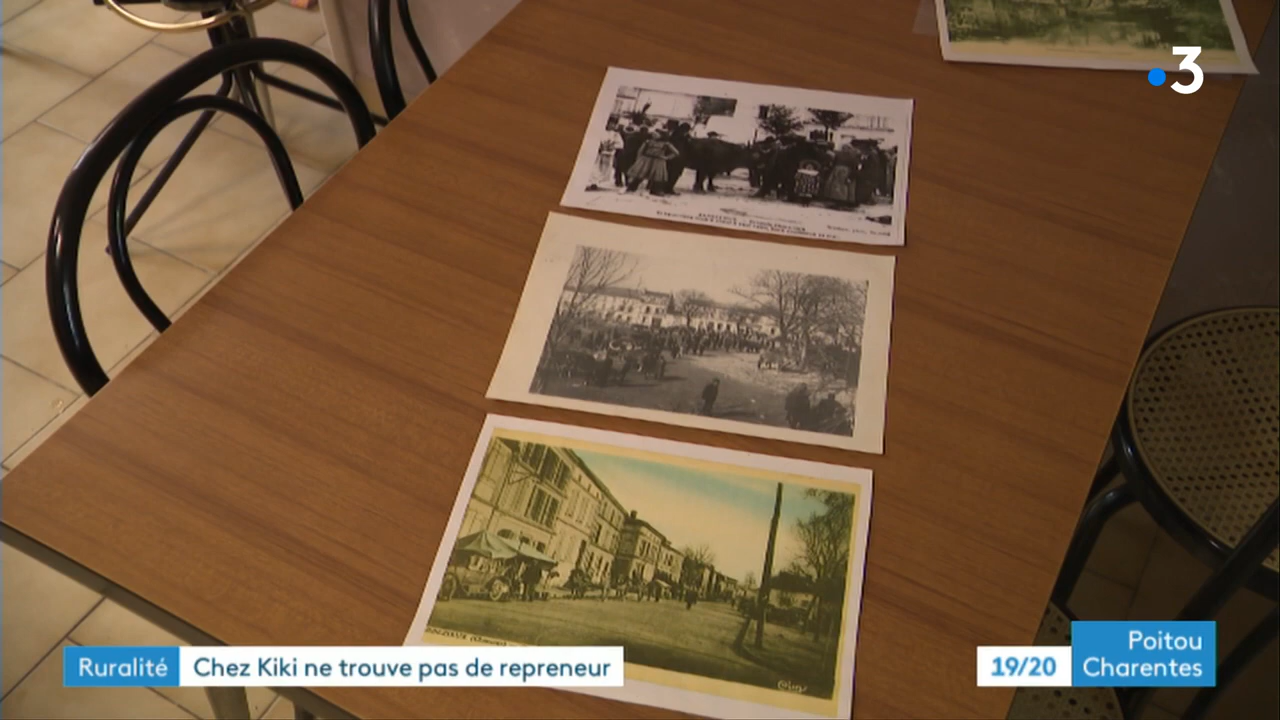 3
Ruralité
Chez Kiki ne trouve pas de repreneur
19/20
Poitou
Charentes